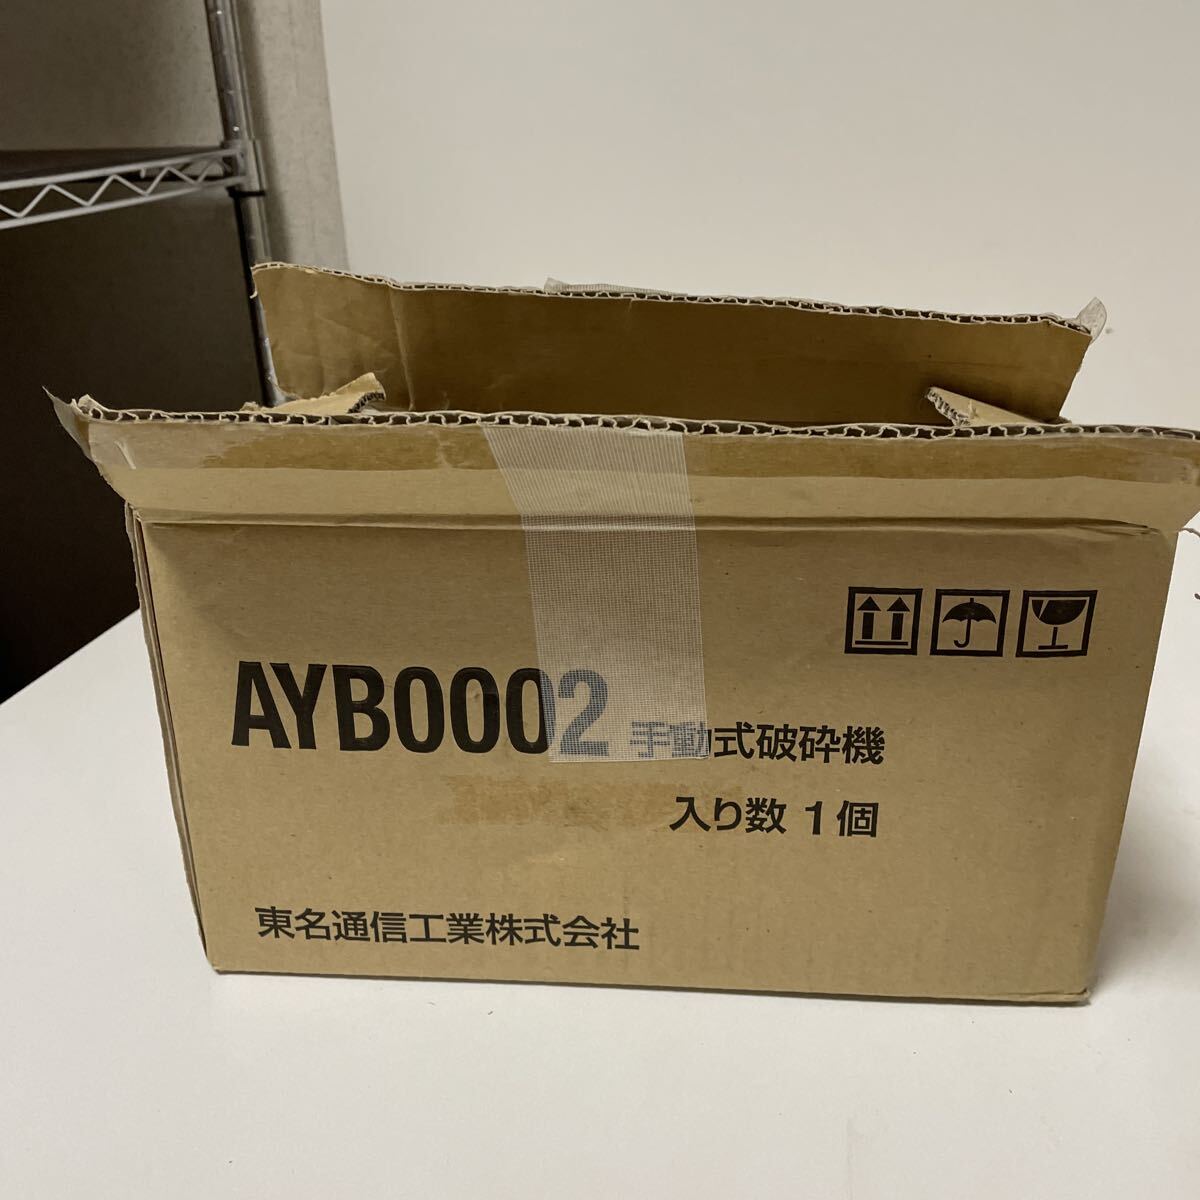 AYB0002 手動式破砕機
入り数 1個
東名通信工業株式会社